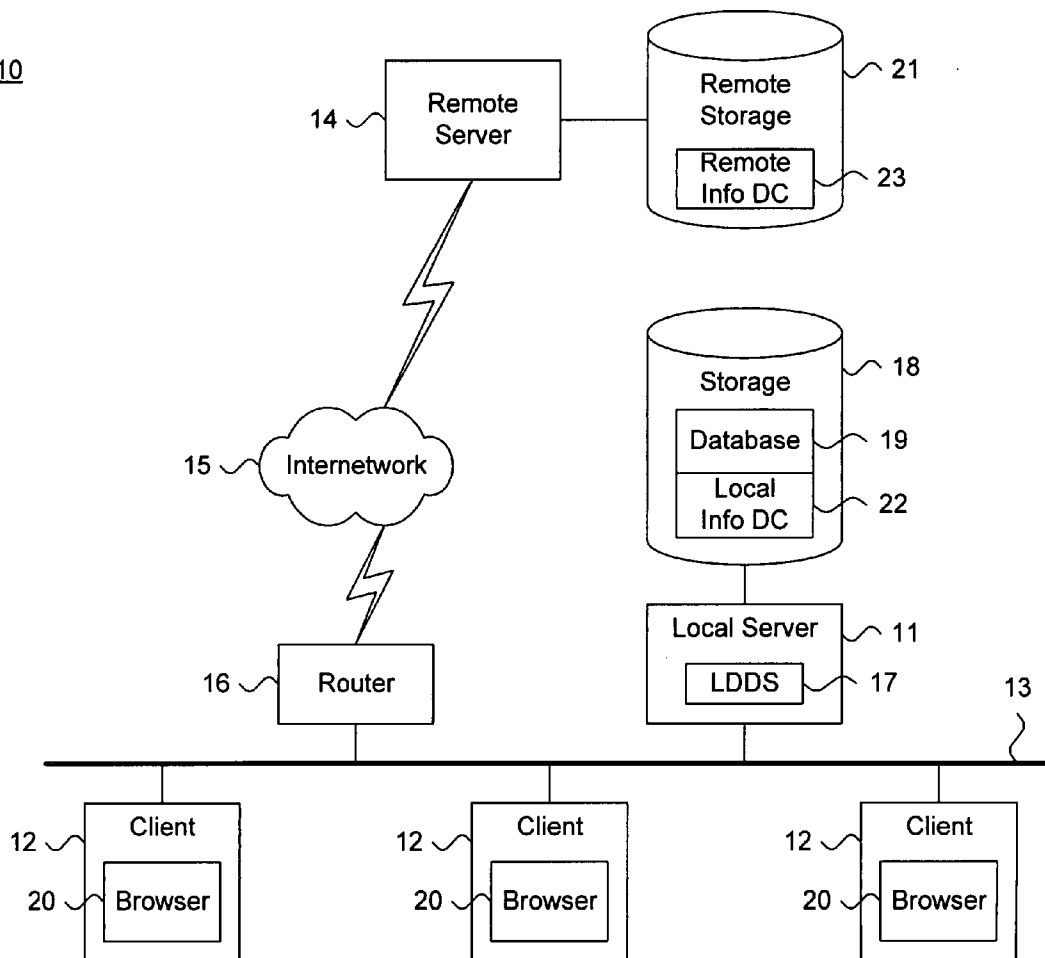 10
14
Remote
Server
Remote
Storage
21
Remote
Info DC
23
15
Internetwork
Storage
18
Database
19
Local
Info DC
22
Local Server
11
LDDS
17
16
Router
13
12
Client
20
Browser
12
Client
20
Browser
12
Client
20
Browser